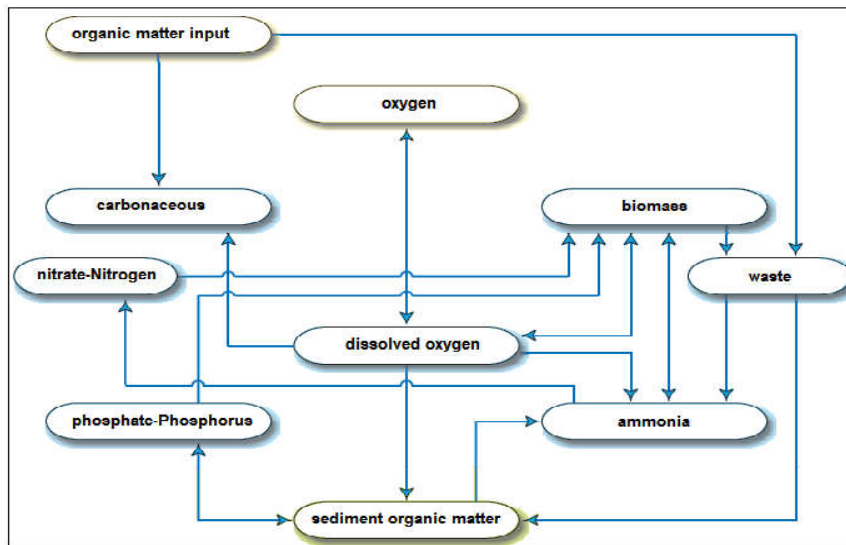 organic matter input
oxygen
carbonaceous
biomass
nitrate-Nitrogen
waste
dissolved oxygen
phosphate-Phosphorus
ammonia
sediment organic matter